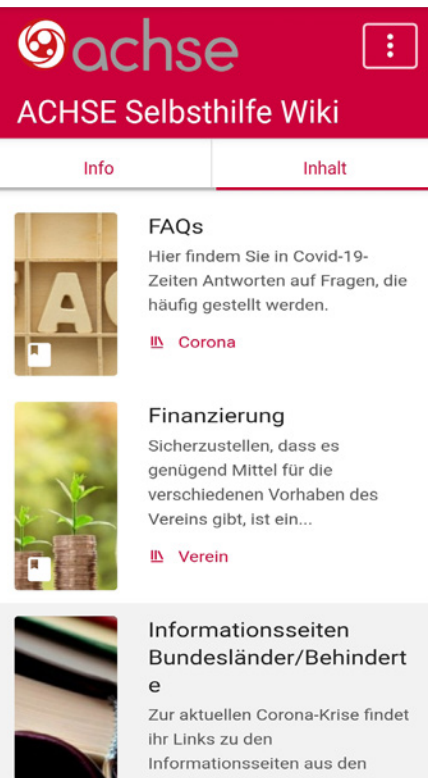 achse
ACHSE Selbsthilfe Wiki
Info
Inhalt
FAQs
Hier findem Sie in Covid-19-
Zeiten Antworten auf Fragen, die
häufig gestellt werden.
Corona
FAQ
Finanzierung
Sicherzustellen, dass es
genügend Mittel für die
verschiedenen Vorhaben des
Vereins gibt, ist ein...
Verein
Informationsseiten
Bundesländer/Behindert
e
Zur aktuellen Corona-Krise findet
ihr Links zu den
Informationsseiten aus den